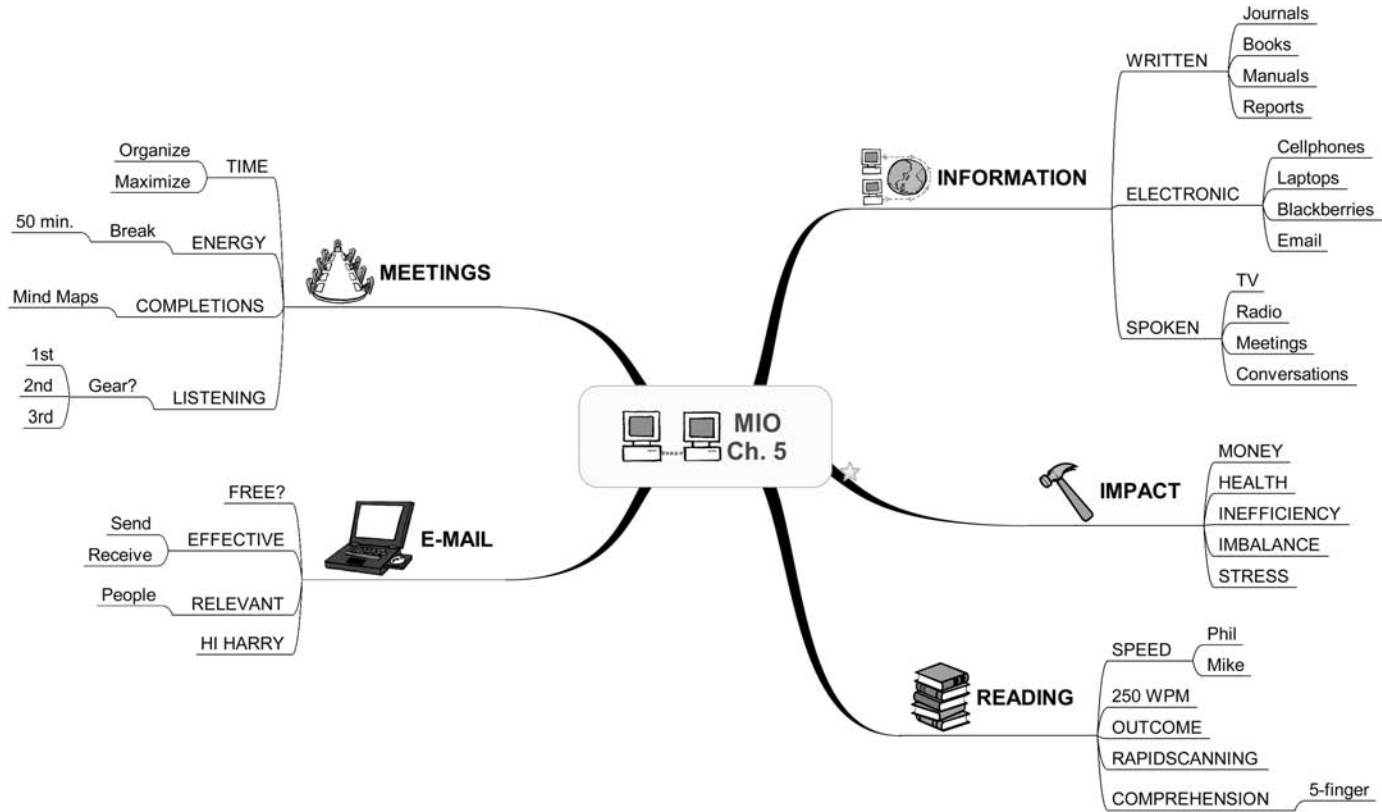 MIO
Ch. 5
INFORMATION
WRITTEN
Journals
Books
Manuals
Reports
ELECTRONIC
Cellphones
Laptops
Blackberries
Email
SPOKEN
TV
Radio
Meetings
Conversations
IMPACT
MONEY
HEALTH
INEFFICIENCY
IMBALANCE
STRESS
READING
SPEED
Phil
Mike
250 WPM
OUTCOME
RAPIDSCANNING
COMPREHENSION
5-finger
E-MAIL
FREE?
EFFECTIVE
Send
Receive
RELEVANT
People
HI HARRY
MEETINGS
TIME
Organize
Maximize
ENERGY
Break
50 min.
COMPLETIONS
Mind Maps
LISTENING
Gear?
1st
2nd
3rd